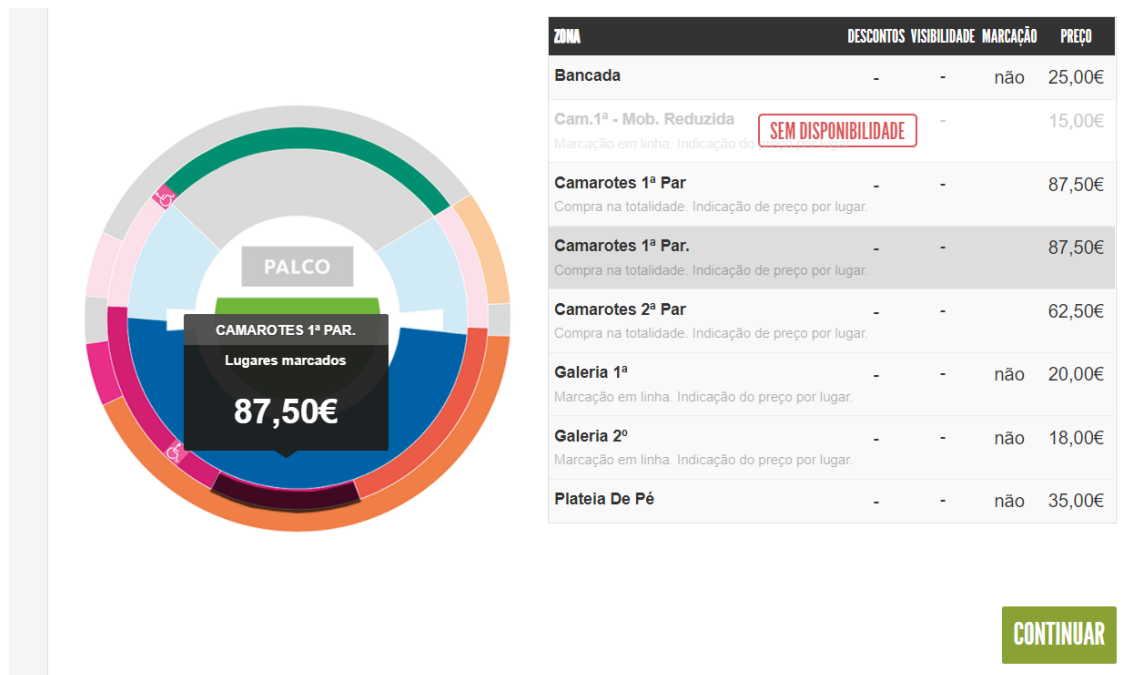 ZONA DESCONTOS VISIBILIDADE MARCAÇÃO PREÇO
Bancada - - não 25,00€
Cam.1ª - Mob. Reduzida - 15,00€
SEM DISPONIBILIDADE
Marcação em linha. Indicação do preço por lugar.
Camarotes 1ª Par - - 87,50€
Compra na totalidade. Indicação de preço por lugar.
Camarotes 1ª Par. - - 87,50€
Compra na totalidade. Indicação de preço por lugar.
Camarotes 2ª Par - - 62,50€
Compra na totalidade. Indicação de preço por lugar.
Galeria 1ª - - não 20,00€
Marcação em linha. Indicação do preço por lugar.
Galeria 2º - - não 18,00€
Marcação em linha. Indicação do preço por lugar.
Plateia De Pé - - não 35,00€
PALCO
CAMAROTES 1ª PAR.
Lugares marcados
87,50€
CONTINUAR